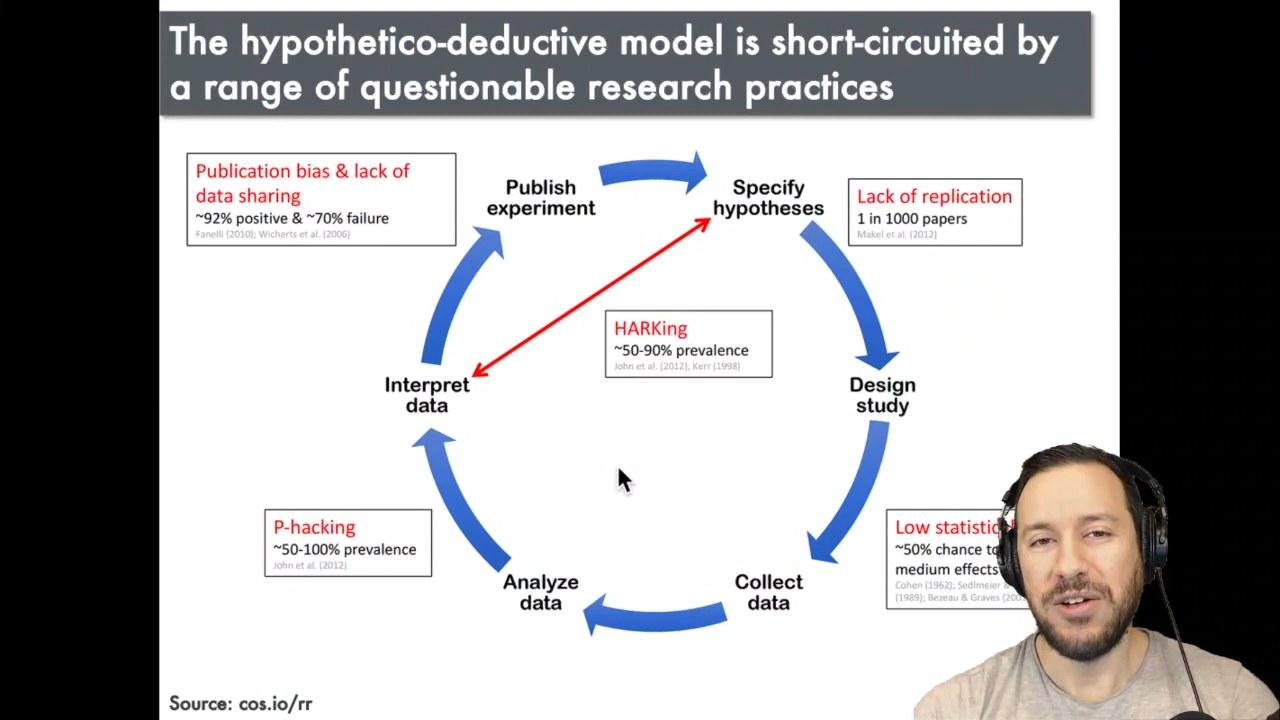 The hypothetico-deductive model is short-circuited by
a range of questionable research practices
Publication bias & lack of
data sharing
~92% positive & ~70% failure
Fanelli (2010); Wicherts et al. (2006)
Publish
experiment
Specify
hypotheses
Lack of replication
1 in 1000 papers
Makel et al. (2012)
HARKing
~50-90% prevalence
John et al. (2012); Kerr (1998)
Interpret
data
Design
study
P-hacking
~50-100% prevalence
John et al. (2012)
Low
~50% chance to
medium effects
Cohen (1962); Sedlmeier &
(1989); Bezeau & Graves
Analyze
data
Collect
data
Source: cos.io/rr